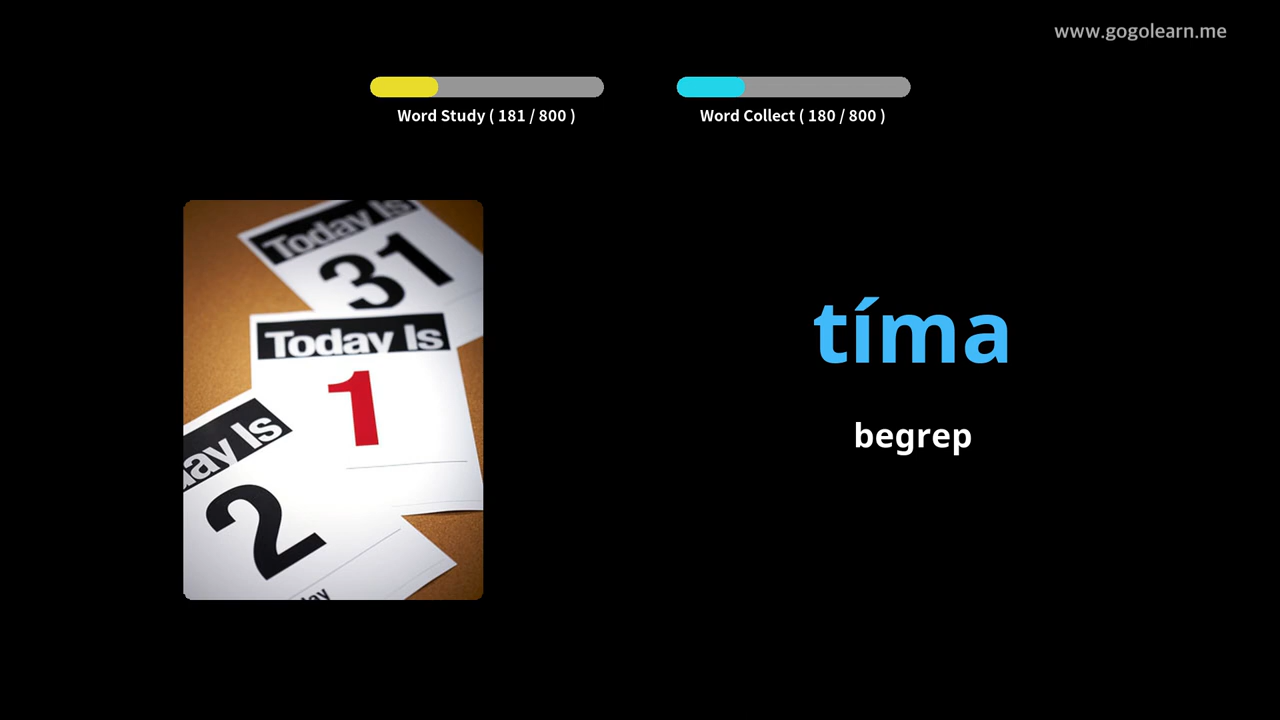 www.gogolearn.me
Word Study ( 181 / 800 )
Word Collect ( 180 / 800 )
Today Is
31
Today Is
1
ay Is
2
ay
tíma
begrep